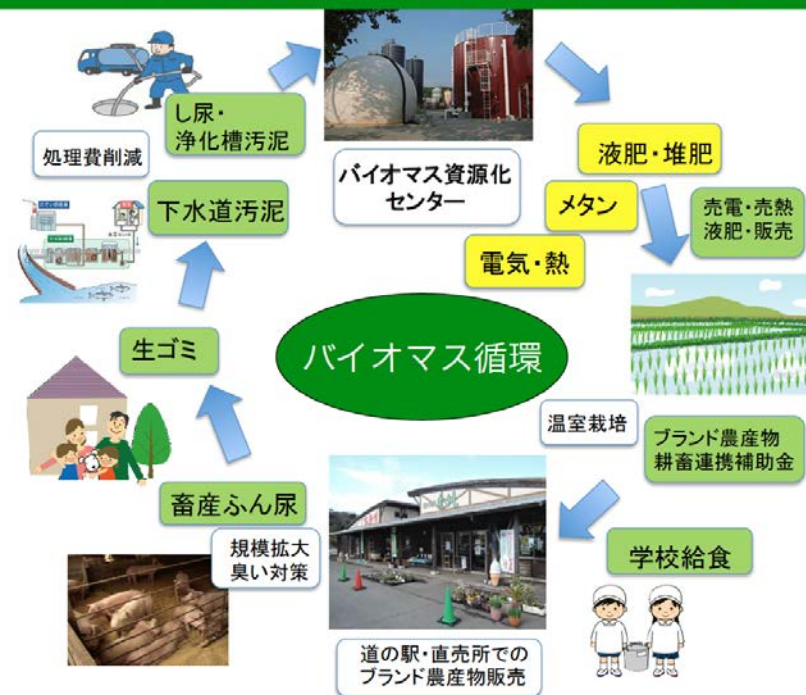 し尿・
浄化槽汚泥
処理費削減
下水道汚泥
生ゴミ
畜産ふん尿
規模拡大
臭い対策
バイオマス資源化
センター
液肥・堆肥
メタン
電気・熱
売電・売熱
液肥・販売
バイオマス循環
温室栽培
ブランド農産物
耕畜連携補助金
学校給食
道の駅・直売所での
ブランド農産物販売